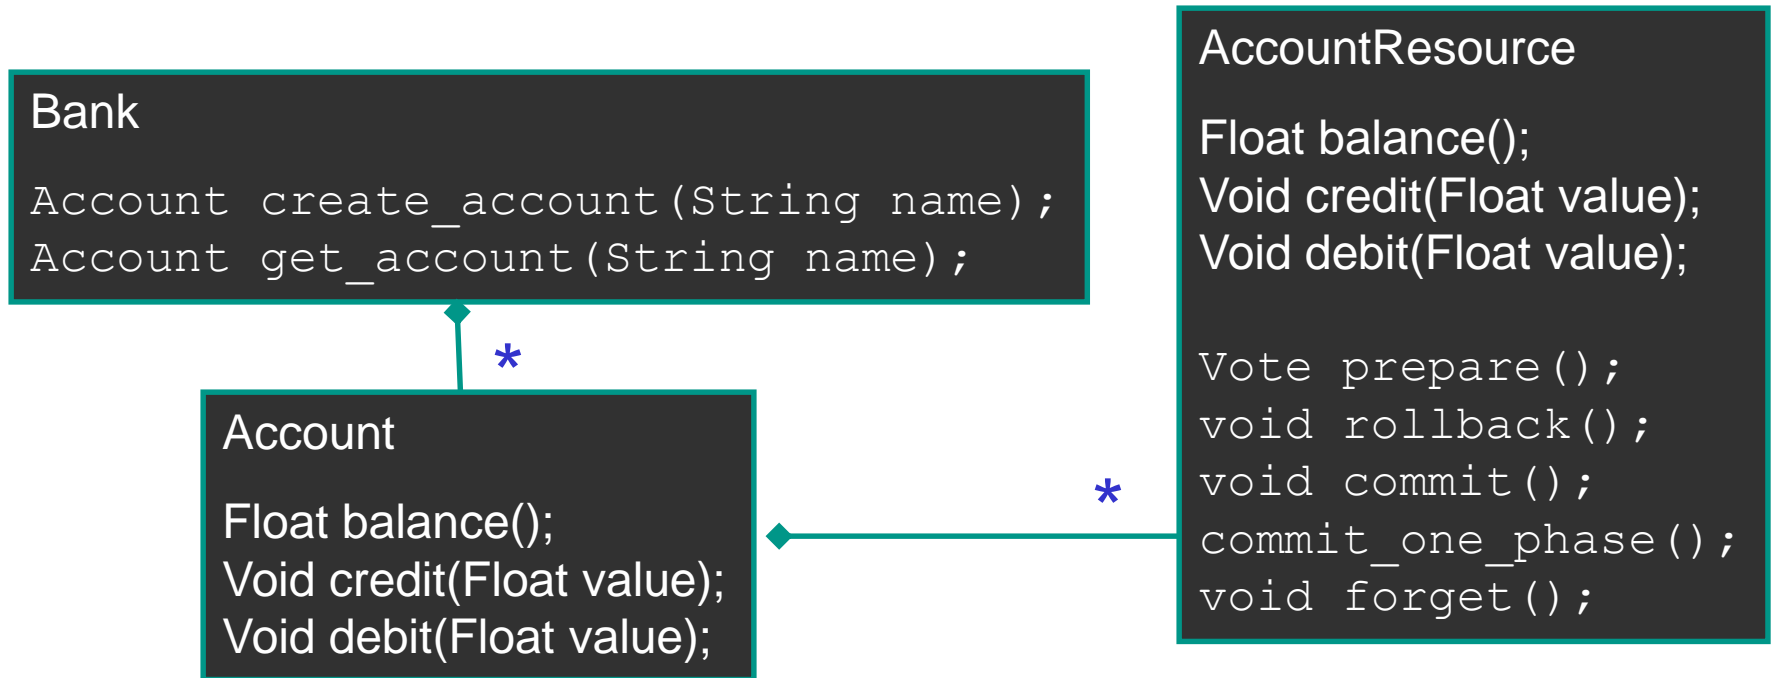 Bank
Account create_account(String name);
Account get_account(String name);
*
Account
Float balance();
Void credit(Float value);
Void debit(Float value);
*
AccountResource
Float balance();
Void credit(Float value);
Void debit(Float value);
Vote prepare();
void rollback();
void commit();
commit_one_phase();
void forget();